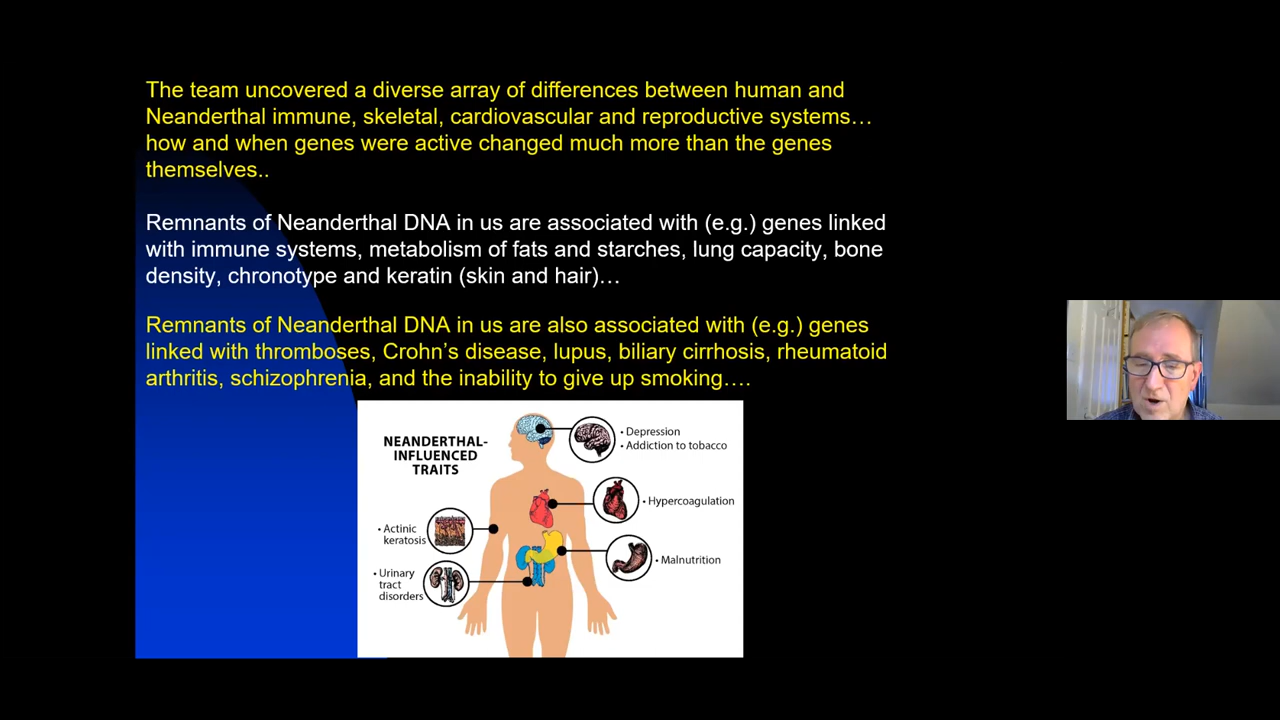 The team uncovered a diverse array of differences between human and
Neanderthal immune, skeletal, cardiovascular and reproductive systems…
how and when genes were active changed much more than the genes
themselves..
Remnants of Neanderthal DNA in us are associated with (e.g.) genes linked
with immune systems, metabolism of fats and starches, lung capacity, bone
density, chronotype and keratin (skin and hair)…
Remnants of Neanderthal DNA in us are also associated with (e.g.) genes
linked with thromboses, Crohn’s disease, lupus, biliary cirrhosis, rheumatoid
arthritis, schizophrenia, and the inability to give up smoking….
NEANDERTHAL-
INFLUENCED
TRAITS
• Depression
• Addiction to tobacco
• Hypercoagulation
• Actinic
keratosis
• Malnutrition
• Urinary
tract
disorders